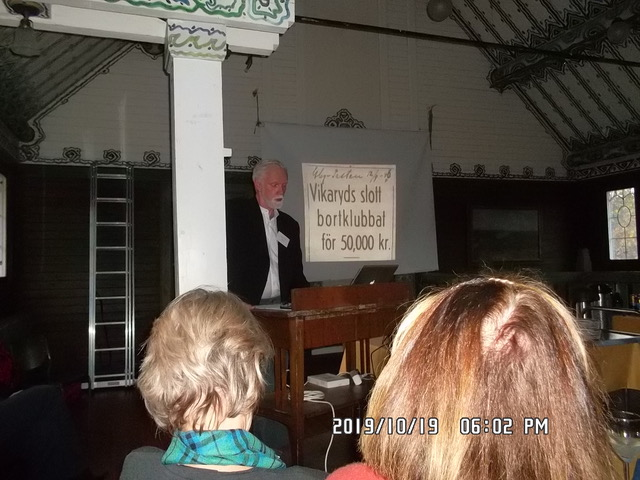 Vikaryds slott
bortklubbat
för 50,000 kr.
2019/10/19 06:02 PM